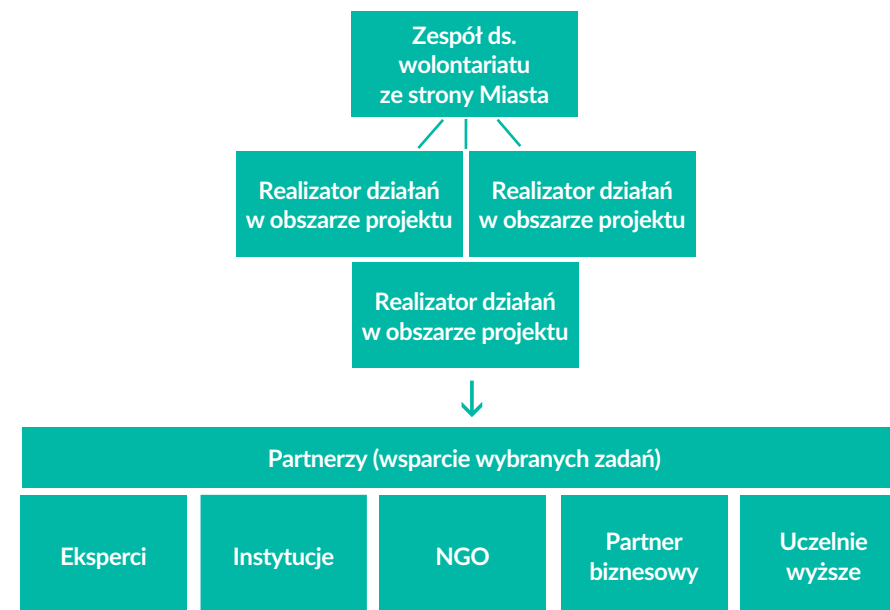 Zespół ds.
wolontariatu
ze strony Miasta
Realizator działań
w obszarze projektu
Realizator działań
w obszarze projektu
Realizator działań
w obszarze projektu
Partnerzy (wsparcie wybranych zadań)
Eksperci
Instytucje
NGO
Partner
biznesowy
Uczelnie
wyższe